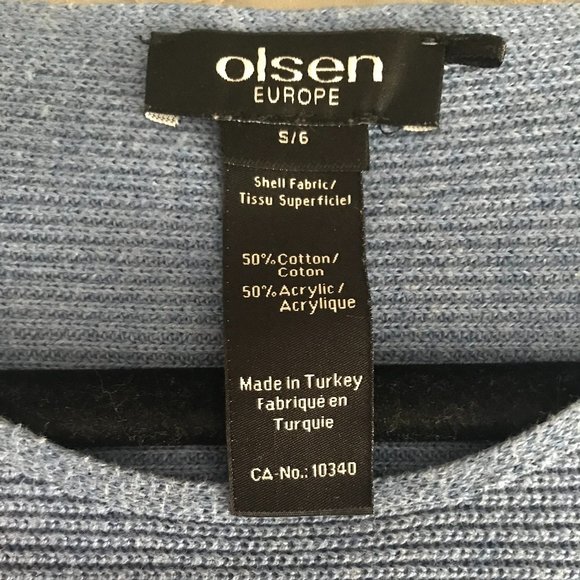 olsen
EUROPE
S/6
Shell Fabric/
Tissu Superficiel
50%Cotton/
Coton
50%Acrylic/
Acrylique
Made in Turkey
Fabriqué en
Turquie
CA-No.: 10340